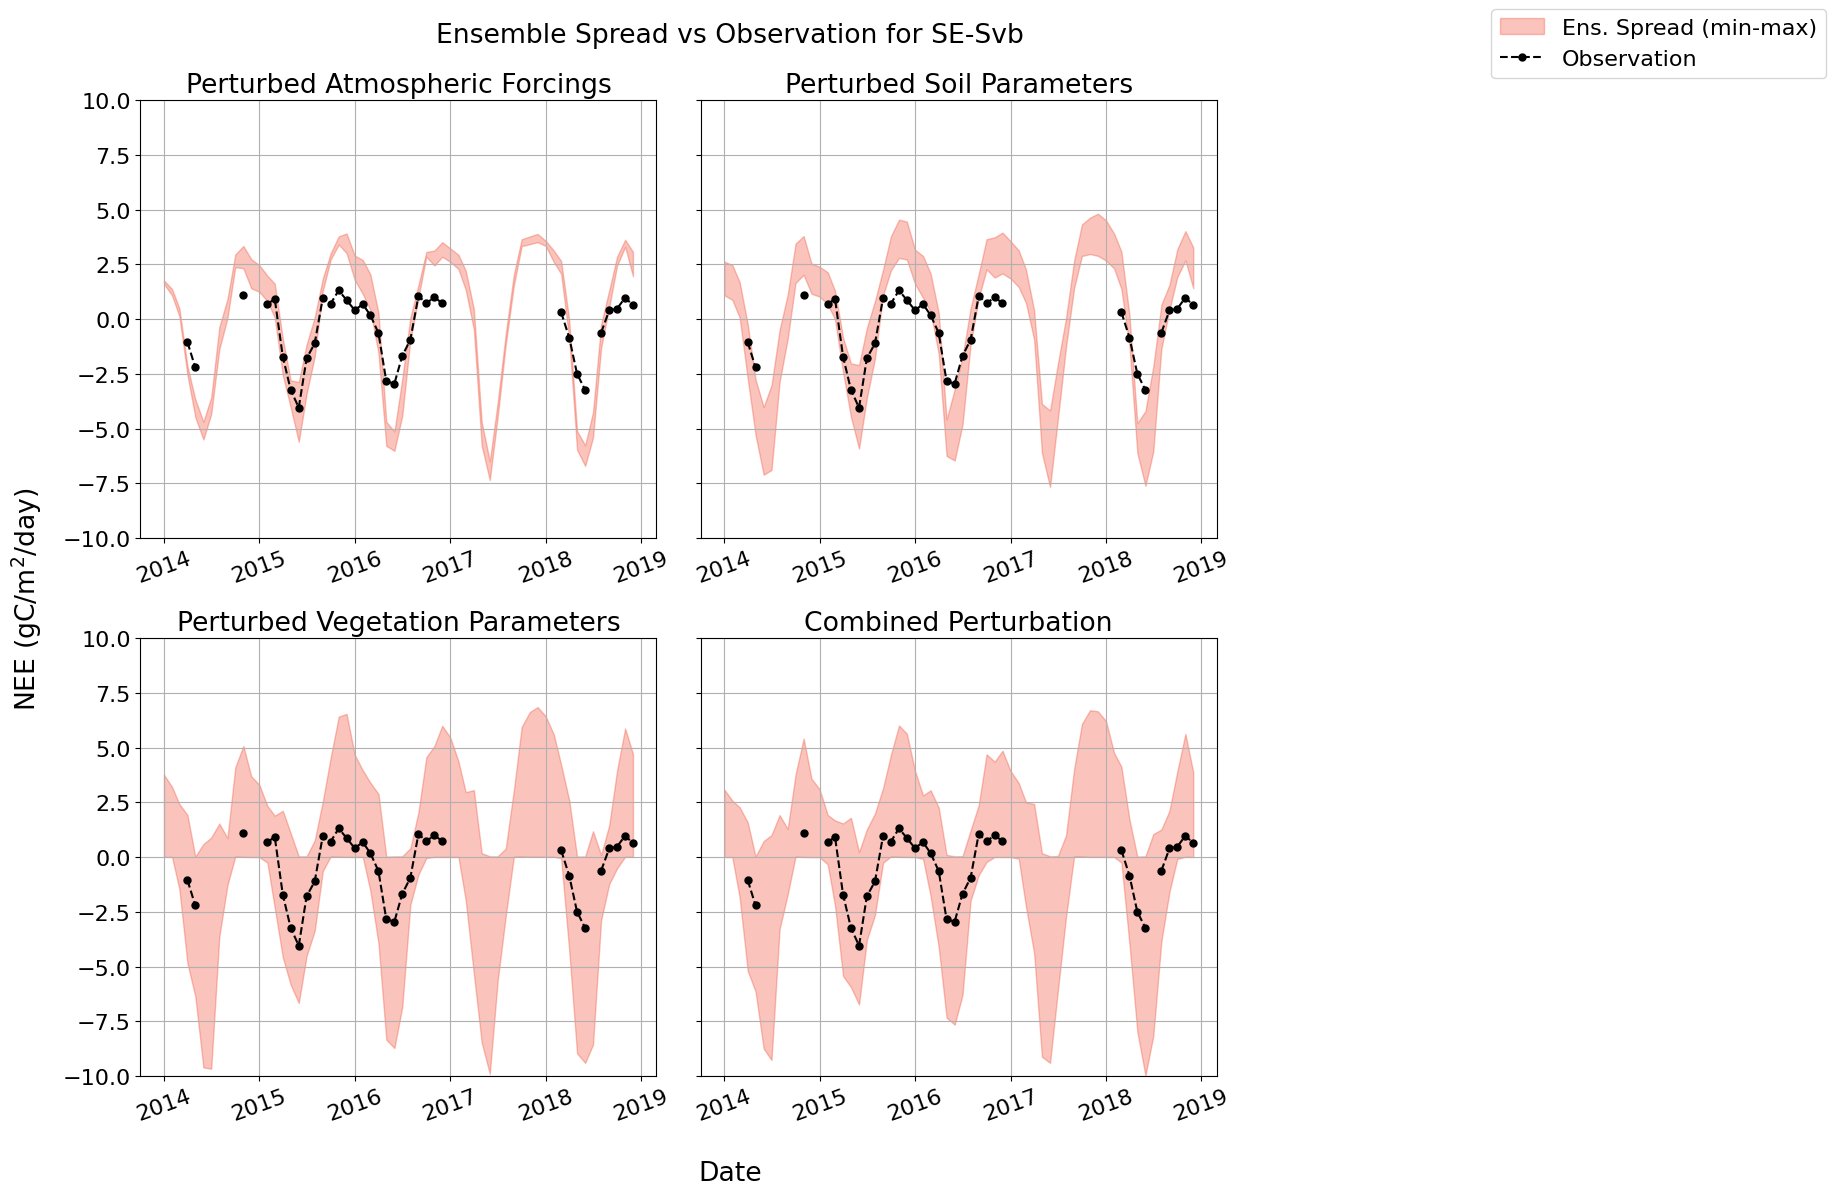 Ensemble Spread vs Observation for SE-Svb
Ens. Spread (min-max)
Observation
Perturbed Atmospheric Forcings
Perturbed Soil Parameters
10.0
7.5
5.0
2.5
0.0
−2.5
−5.0
−7.5
−10.0
2014 2015 2016 2017 2018 2019
2014 2015 2016 2017 2018 2019
NEE (gC/m²/day)
Perturbed Vegetation Parameters
Combined Perturbation
10.0
7.5
5.0
2.5
0.0
−2.5
−5.0
−7.5
−10.0
2014 2015 2016 2017 2018 2019
2014 2015 2016 2017 2018 2019
Date